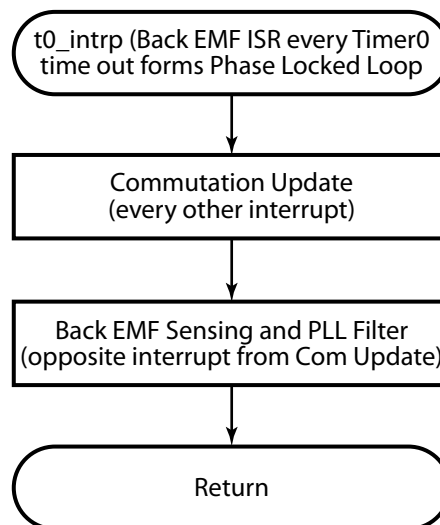 t0_intrp (Back EMF ISR every Timer0
time out forms Phase Locked Loop
Commutation Update
(every other interrupt)
Back EMF Sensing and PLL Filter
(opposite interrupt from Com Update)
Return